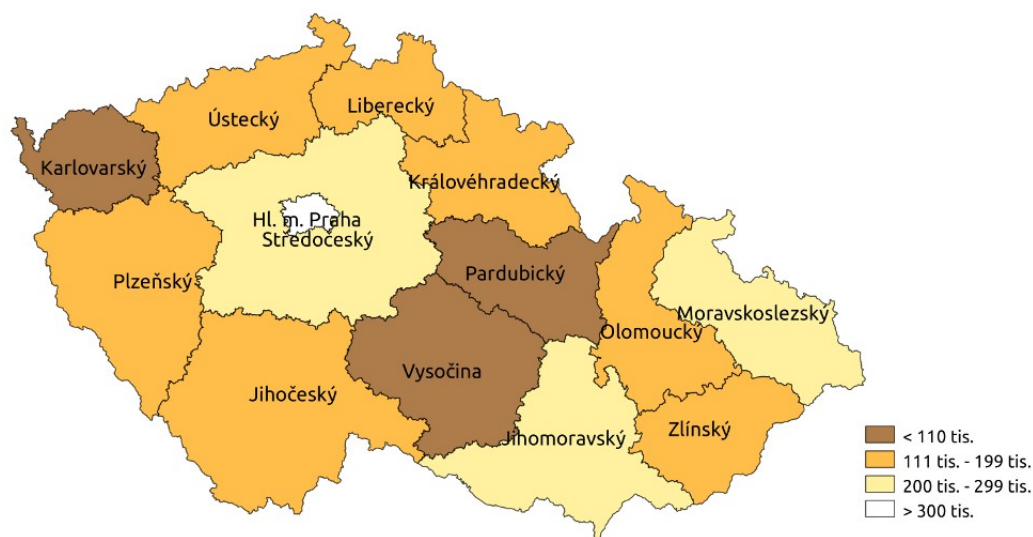 Liberecký
Ústecký
Karlovarský
Královéhradecký
Hl. m. Praha
Středočeský
Pardubický
Plzeňský
Moravskoslezský
Olomoucký
Vysočina
Jihočeský
Zlínský
Jihomoravský
< 110 tis.
111 tis. - 199 tis.
200 tis. - 299 tis.
> 300 tis.